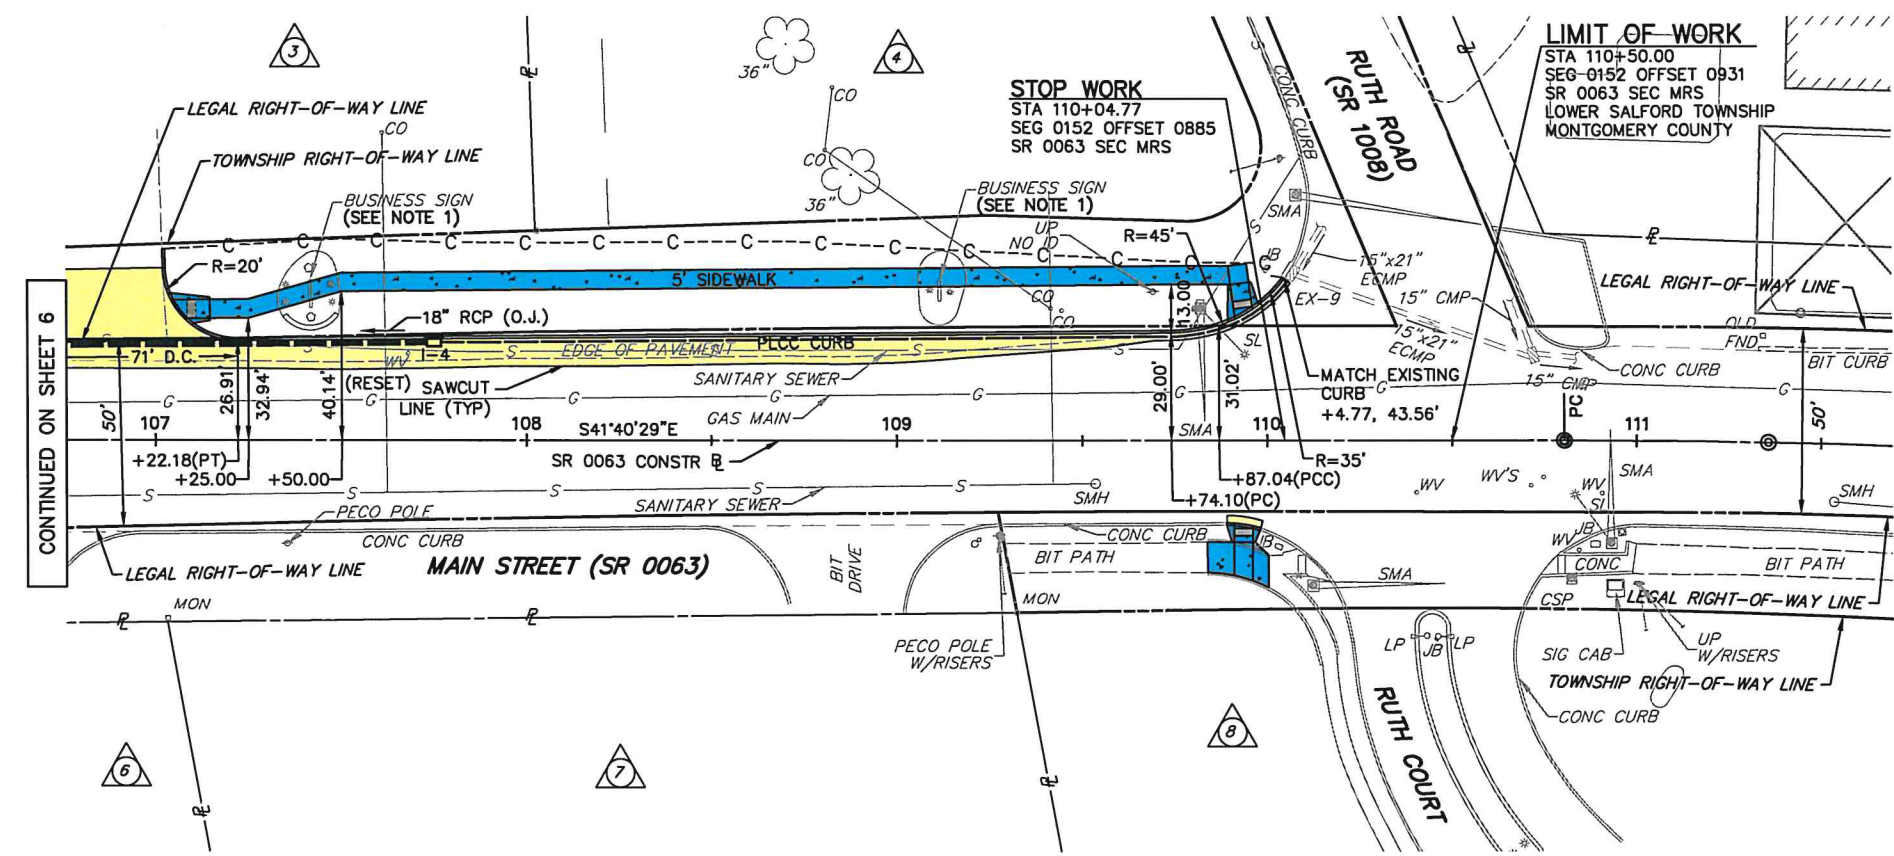 3
4
36"
CO
LEGAL RIGHT-OF-WAY LINE
TOWNSHIP RIGHT-OF-WAY LINE
CO
CO
36"
BUSINESS SIGN
(SEE NOTE 1)
BUSINESS SIGN
(SEE NOTE 1)
STOP WORK
STA 110+04.77
SEG 0152 OFFSET 0885
SR 0063 SEC MRS
CONC CURB
RUTH ROAD
(SR 1008)
LIMIT OF WORK
STA 110+50.00
SEG 0152 OFFSET 0931
SR 0063 SEC MRS
LOWER SALFORD TOWNSHIP
MONTGOMERY COUNTY
SMA
UP
NO ID
R=45'
JB
R=20'
C C C C C C C C C C C C C C C
5' SIDEWALK
15"x21"
ECMP
EX-9
15" CMP
15"x21"
ECMP
15" CMP
LEGAL RIGHT-OF-WAY LINE
OLD
FND
BIT CURB
CONC CURB
CONTINUED ON SHEET 6
18" RCP (O.J.)
CO
CO
13.00
SL
71' D.C.
WV
I-4
(RESET)
EDGE OF PAVEMENT
PLCC CURB
SAWCUT
LINE (TYP)
SANITARY SEWER
GAS MAIN
MATCH EXISTING
CURB
+4.77, 43.56'
50'
26.91'
32.94'
40.14'
29.00'
31.02'
PC
50'
107
108
S41°40'29"E
109
SMA
110
111
+22.18(PT)
+25.00
+50.00
SR 0063 CONSTR BL
R=35'
+87.04(PCC)
+74.10(PC)
SANITARY SEWER
SMH
WV
WV'S
WV
SL
SMA
SMH
PECO POLE
CONC CURB
LEGAL RIGHT-OF-WAY LINE
MAIN STREET (SR 0063)
BIT
DRIVE
CONC CURB
BIT PATH
JB
SMA
JB
WV
CONC
BIT PATH
CSP
LEGAL RIGHT-OF-WAY LINE
MON
MON
PECO POLE
W/RISERS
LP
JB
LP
SIG CAB
UP
W/RISERS
TOWNSHIP RIGHT-OF-WAY LINE
CONC CURB
RUTH COURT
6
7
8